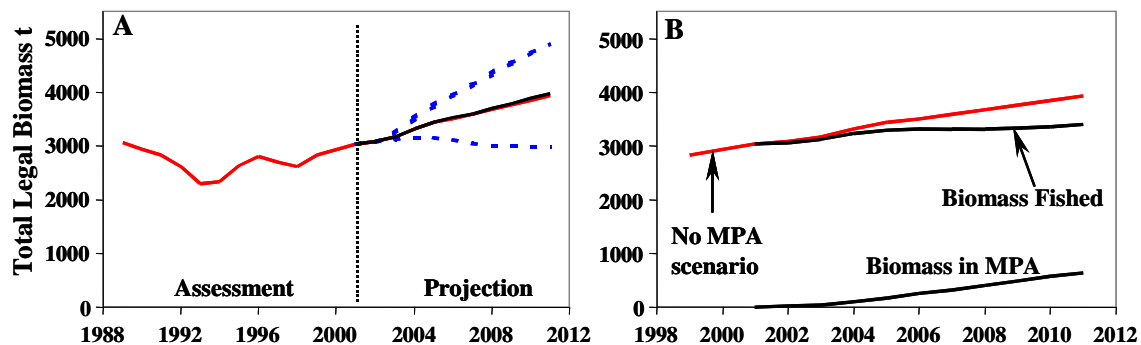 A
B
Total Legal Biomass t
5000
4000
3000
2000
1000
0
Assessment
Projection
1988 1992 1996 2000 2004 2008 2012
5000
4000
3000
2000
1000
0
Biomass Fished
No MPA
scenario
Biomass in MPA
1998 2000 2002 2004 2006 2008 2010 2012